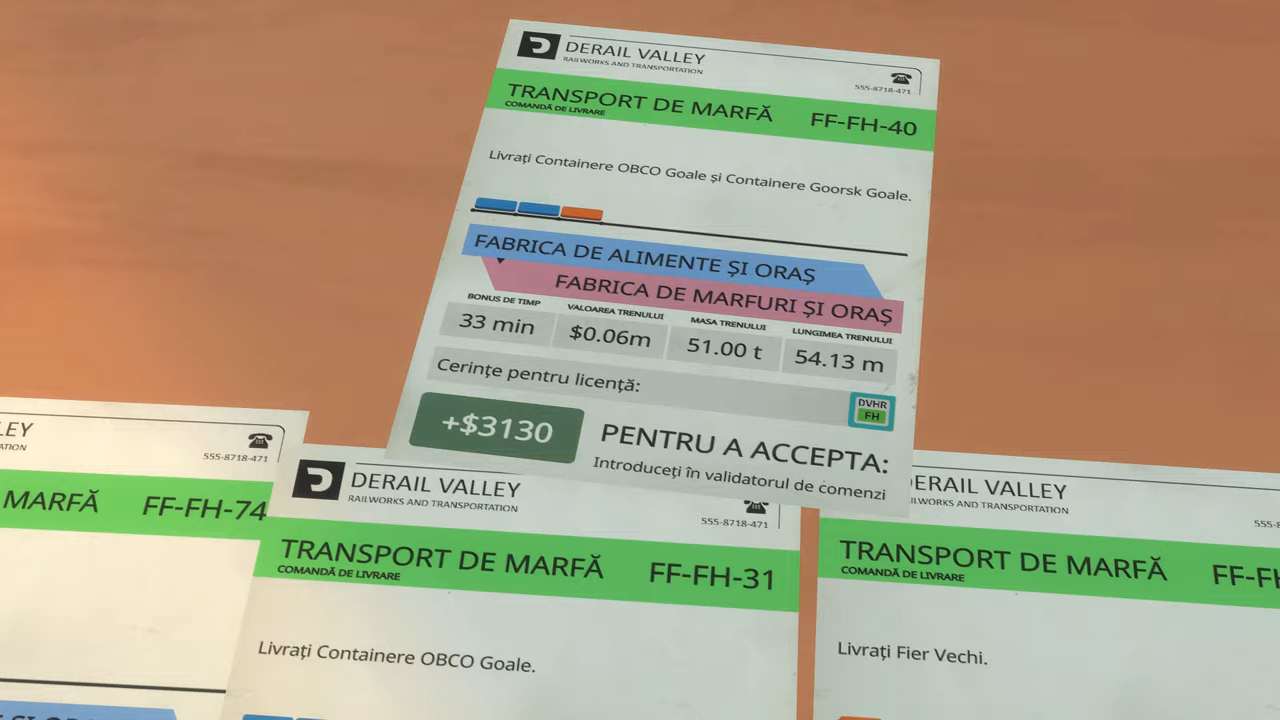 DERAIL VALLEY
RAILWORKS AND TRANSPORTATION
555-8718-471
TRANSPORT DE MARFĂ FF-FH-40
COMANDĂ DE LIVRARE
Livrați Containere OBCO Goale și Containere Goorsk Goale.
FABRICA DE ALIMENTE ȘI ORAȘ
FABRICA DE MARFURI ȘI ORAȘ
BONUS DE TIMP VALOAREA TRENULUI MASA TRENULUI LUNGIMEA TRENULUI
33 min $0.06m 51.00 t 54.13 m
Cerințe pentru licență:
DVHR
FH
+$3130
PENTRU A ACCEPTA:
Introduceți în validatorul de comenzi
555-8718-471
MARFĂ FF-FH-74
DERAIL VALLEY
RAILWORKS AND TRANSPORTATION
555-8718-471
TRANSPORT DE MARFĂ FF-FH-31
COMANDĂ DE LIVRARE
Livrați Containere OBCO Goale.
DERAIL VALLEY
RAILWORKS AND TRANSPORTATION
TRANSPORT DE MARFĂ
COMANDĂ DE LIVRARE
Livrați Fier Vechi.